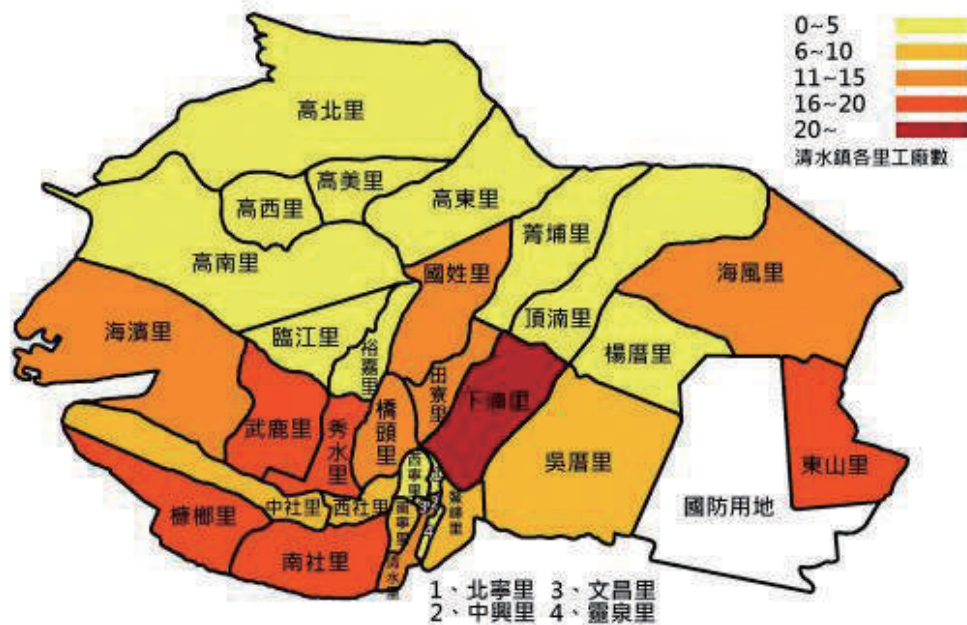 0~5
6~10
11~15
16~20
20~
清水鎮各里工廠數
高北里
高美里
高西里
高東里
菁埔里
高南里
國姓里
海風里
海濱里
臨江里
裕嘉里
頂湳里
楊厝里
田寮里
下湳里
武鹿里
秀水里
橋頭里
吳厝里
東山里
西寧里
國防用地
中社里
西社里
槺榔里
南社里
南寧里
鰲峰里
清水里
3
4
1、北寧里 3、文昌里
2、中興里 4、靈泉里